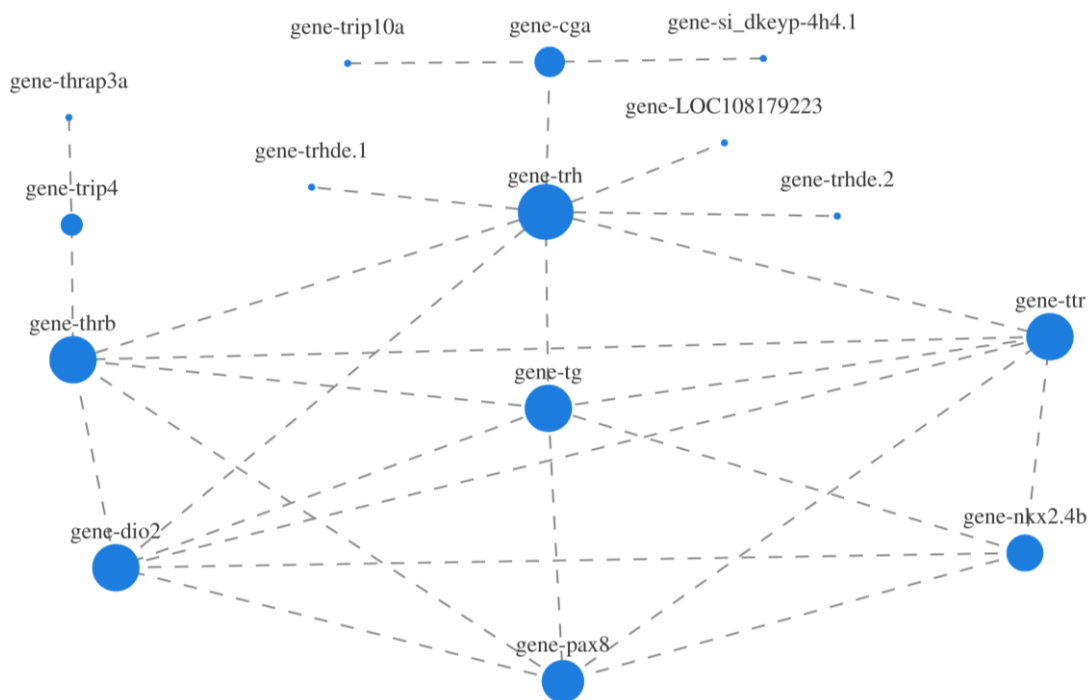 gene-trip10a
gene-cga
gene-si_dkeyp-4h4.1
gene-thrap3a
gene-LOC108179223
gene-trhde.1
gene-trh
gene-trhde.2
gene-trip4
gene-ttr
gene-thrb
gene-tg
gene-nkx2.4b
gene-dio2
gene-pax8